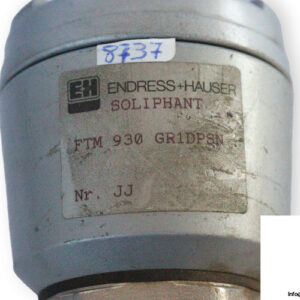 8737
EH ENDRESS+HAUSER
SOLIPHANT
FTM 930 GR1DPSN
Nr. JJ